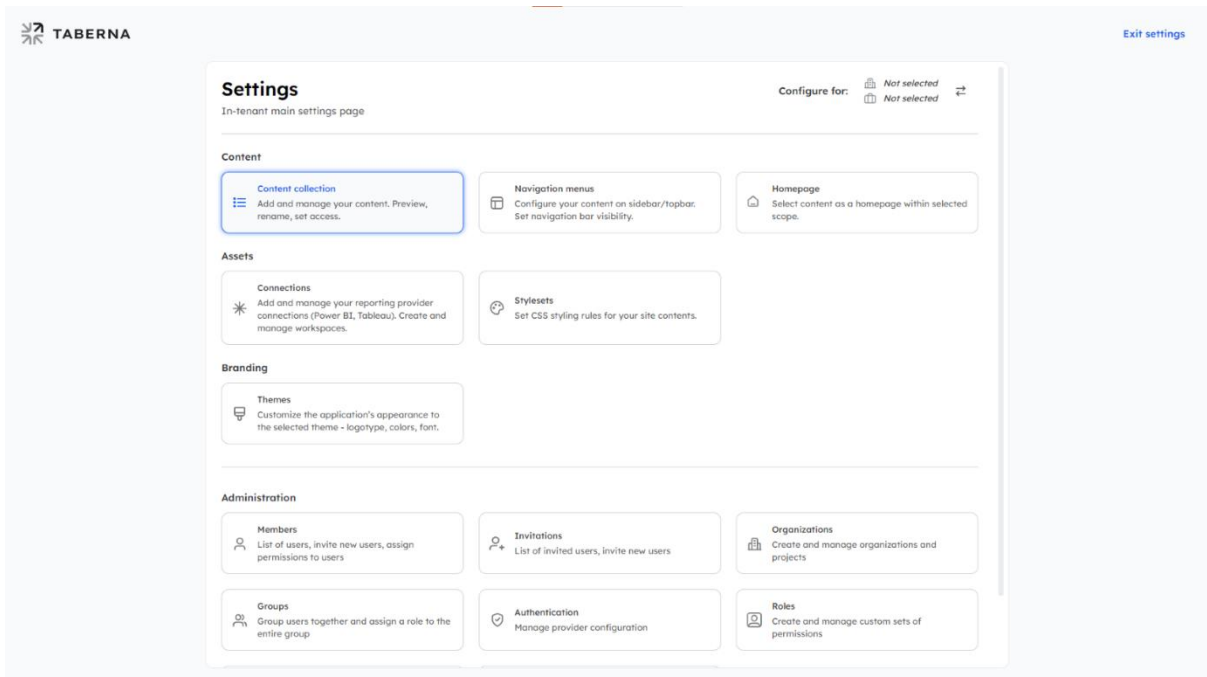 TABERNA
Exit settings
Settings
In-tenant main settings page
Configure for:
Not selected
Not selected
Content
Content collection
Add and manage your content. Preview,
rename, set access.
Navigation menus
Configure your content on sidebar/topbar.
Set navigation bar visibility.
Homepage
Select content as a homepage within selected
scope.
Assets
Connections
Add and manage your reporting provider
connections (Power BI, Tableau). Create and
manage workspaces.
Stylesets
Set CSS styling rules for your site contents.
Branding
Themes
Customize the application's appearance to
the selected theme - logotype, colors, font.
Administration
Members
List of users, invite new users, assign
permissions to users
Invitations
List of invited users, invite new users
Organizations
Create and manage organizations and
projects
Groups
Group users together and assign a role to the
entire group
Authentication
Manage provider configuration
Roles
Create and manage custom sets of
permissions